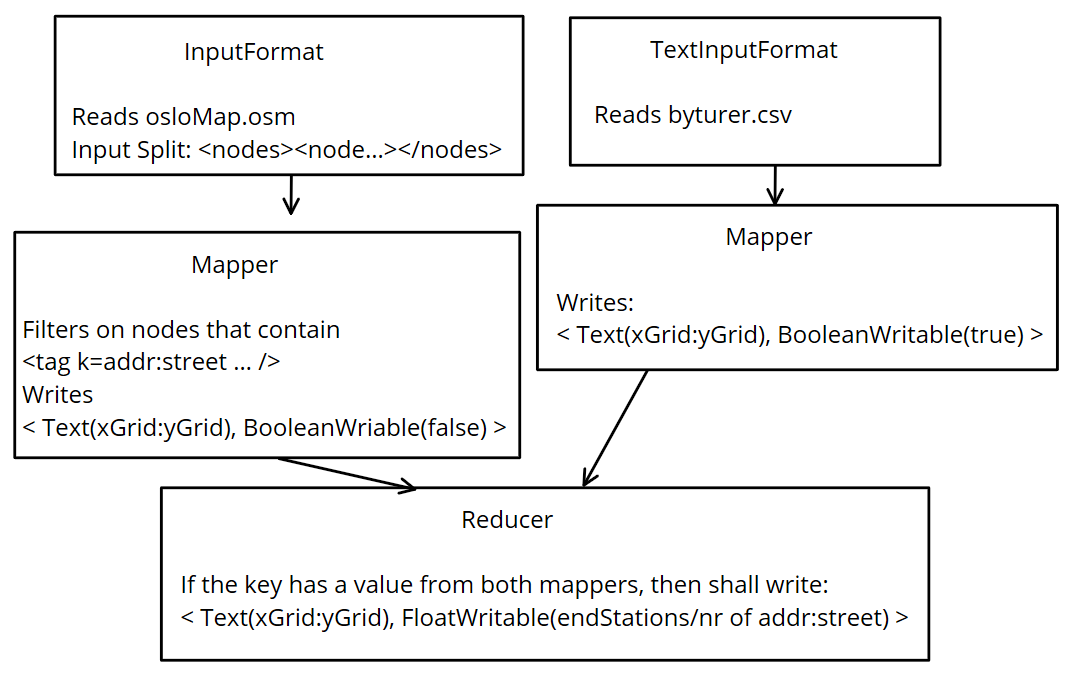 InputFormat
Reads osloMap.osm
Input Split: <nodes><node...></nodes>
TextInputFormat
Reads byturer.csv
Mapper
Filters on nodes that contain
<tag k=addr:street ... />
Writes
< Text(xGrid:yGrid), BooleanWriable(false) >
Mapper
Writes:
< Text(xGrid:yGrid), BooleanWritable(true) >
Reducer
If the key has a value from both mappers, then shall write:
< Text(xGrid:yGrid), FloatWritable(endStations/nr of addr:street) >